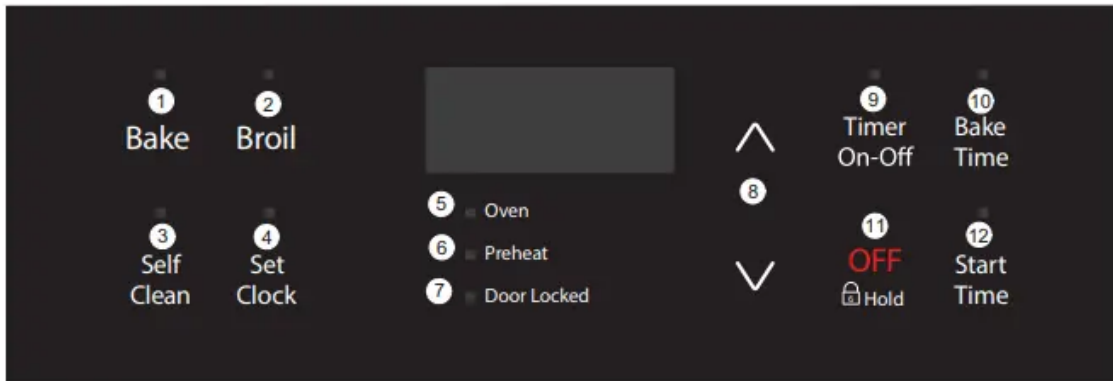 1
Bake
2
Broil
3
Self
Clean
4
Set
Clock
5 Oven
6 Preheat
7 Door Locked
8
9
Timer
On-Off
10
Bake
Time
11
OFF
Hold
12
Start
Time